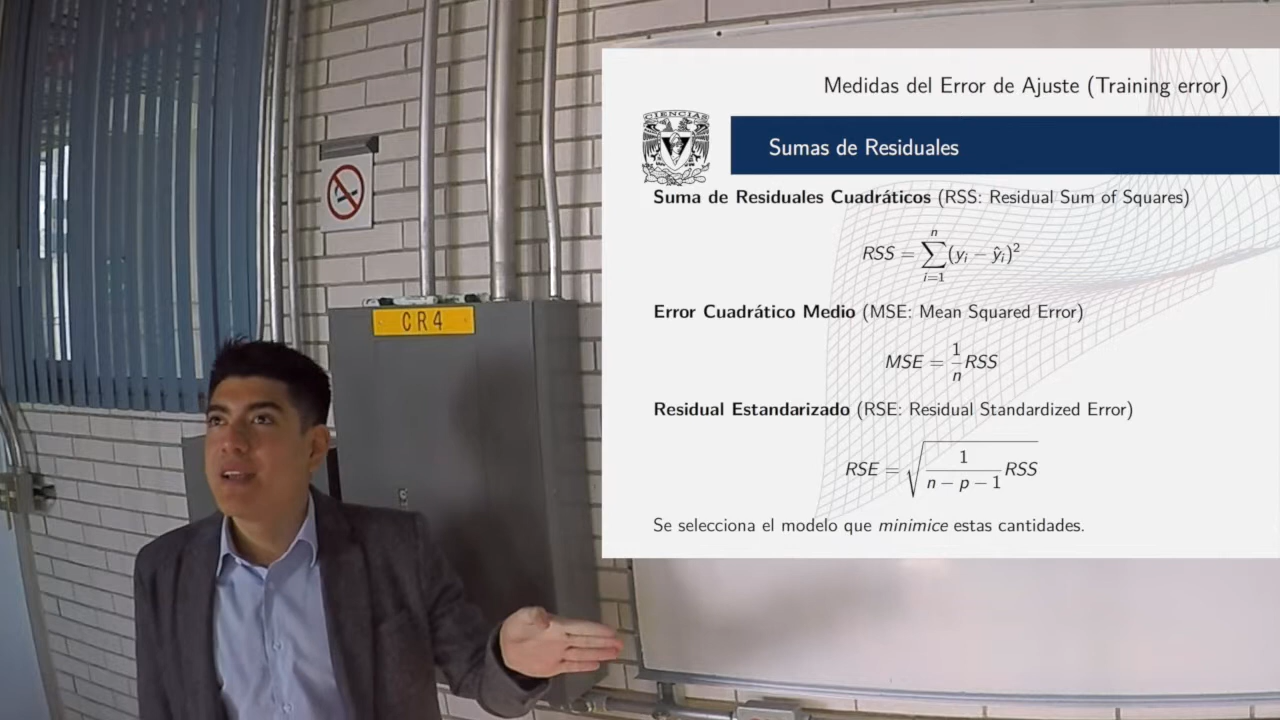 Medidas del Error de Ajuste (Training error)
CIENCIAS
Sumas de Residuales
Suma de Residuales Cuadráticos (RSS: Residual Sum of Squares)
RSS = \sum_{i=1}^{n} (y_i − ŷ_i)^2
Error Cuadrático Medio (MSE: Mean Squared Error)
MSE = \frac{1}{n} RSS
Residual Estandarizado (RSE: Residual Standardized Error)
RSE = \sqrt{\frac{1}{n − p − 1} RSS}
Se selecciona el modelo que minimice estas cantidades.
CR4